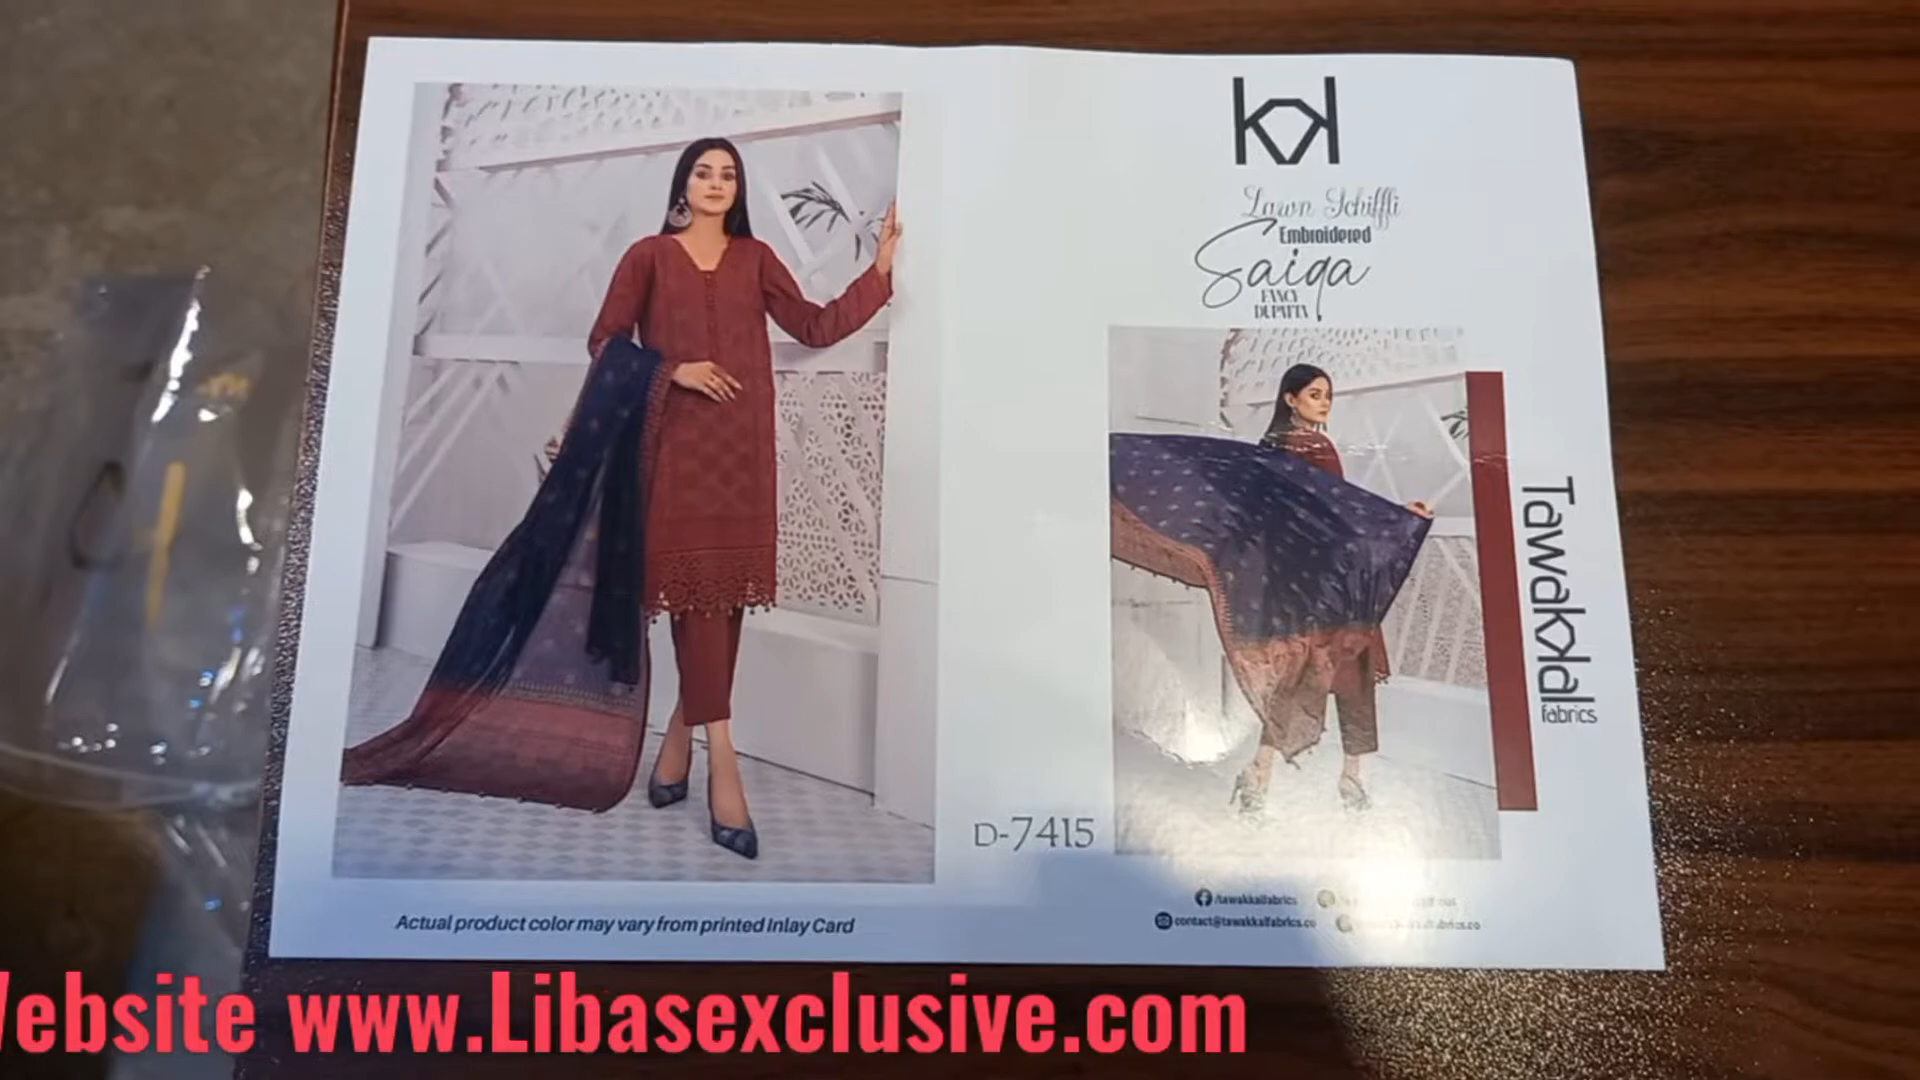 Lawn Schiffli
Embroidered
Saiqa
FANCY
DUPATTA
Tawakkal
fabrics
D-7415
/tawakkalfabrics
contact@tawakkalfabrics.co
Actual product color may vary from printed Inlay Card
Website www.Libasexclusive.com